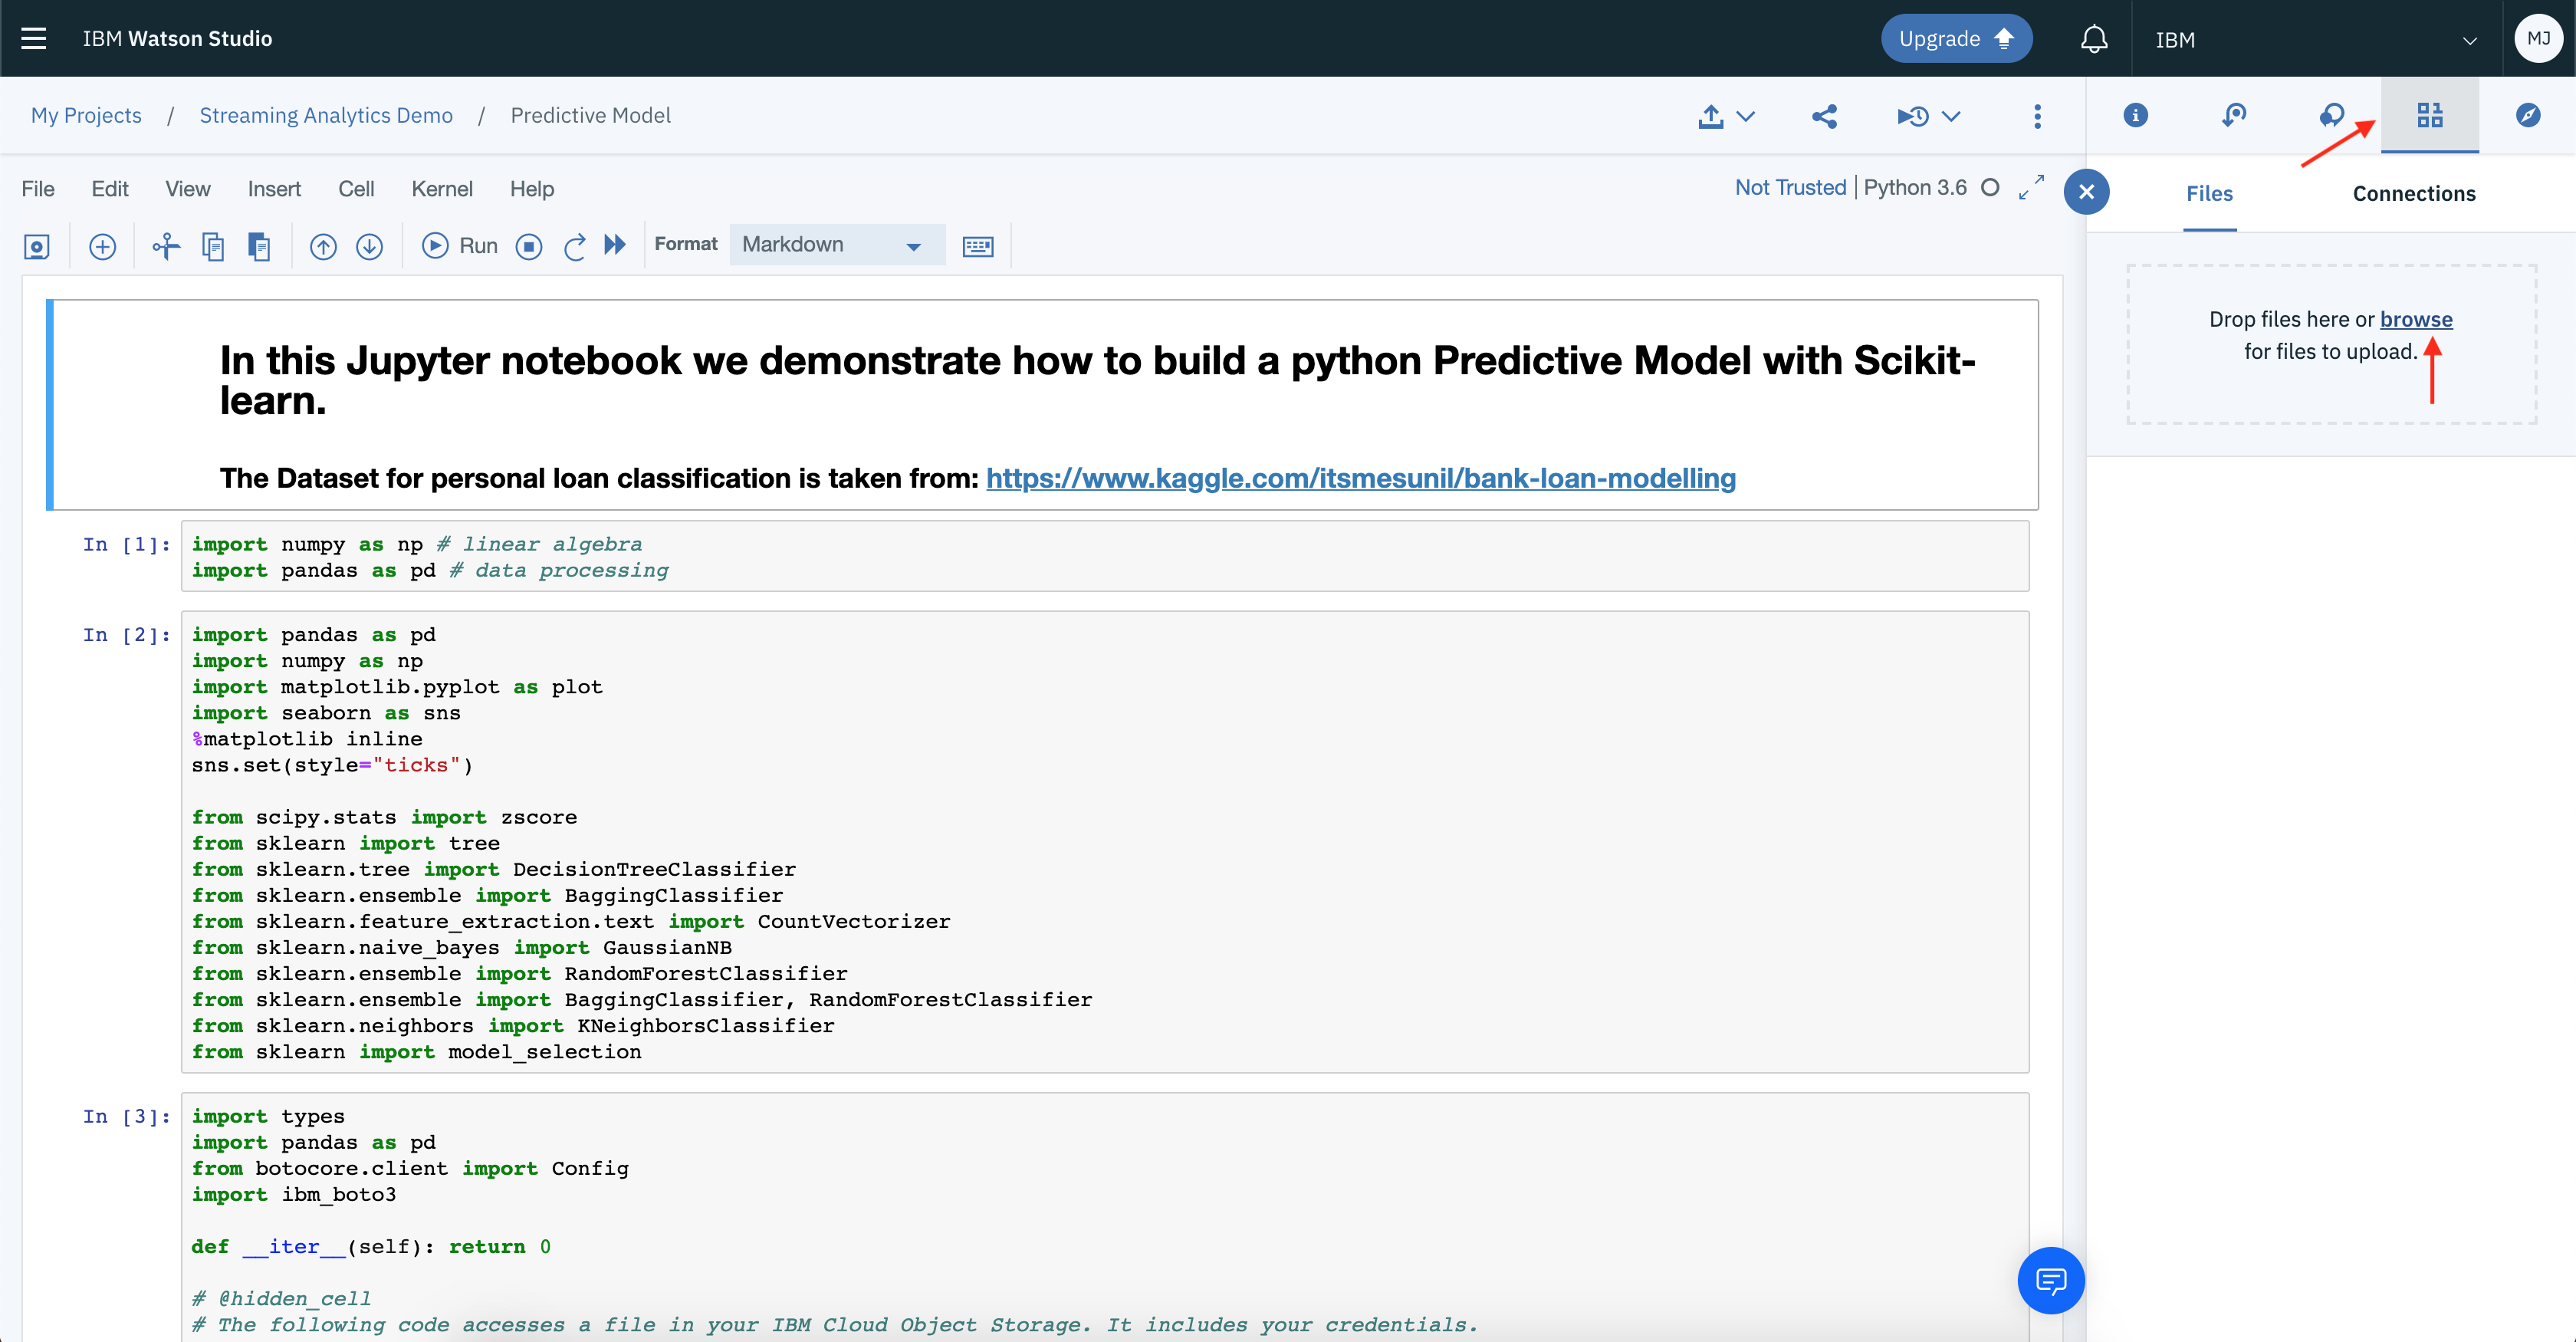 IBM Watson Studio
Upgrade
IBM
MJ
My Projects / Streaming Analytics Demo / Predictive Model
File Edit View Insert Cell Kernel Help
Not Trusted | Python 3.6
Files
Connections
Run
Format
Markdown
Drop files here or browse
for files to upload.
In this Jupyter notebook we demonstrate how to build a python Predictive Model with Scikit-
learn.
The Dataset for personal loan classification is taken from: https://www.kaggle.com/itsmesunil/bank-loan-modelling
In [1]: import numpy as np # linear algebra
import pandas as pd # data processing
In [2]: import pandas as pd
import numpy as np
import matplotlib.pyplot as plot
import seaborn as sns
%matplotlib inline
sns.set(style="ticks")
from scipy.stats import zscore
from sklearn import tree
from sklearn.tree import DecisionTreeClassifier
from sklearn.ensemble import BaggingClassifier
from sklearn.feature_extraction.text import CountVectorizer
from sklearn.naive_bayes import GaussianNB
from sklearn.ensemble import RandomForestClassifier
from sklearn.ensemble import BaggingClassifier, RandomForestClassifier
from sklearn.neighbors import KNeighborsClassifier
from sklearn import model_selection
In [3]: import types
import pandas as pd
from botocore.client import Config
import ibm_boto3
def __iter__(self): return 0
# @hidden_cell
# The following code accesses a file in your IBM Cloud Object Storage. It includes your credentials.